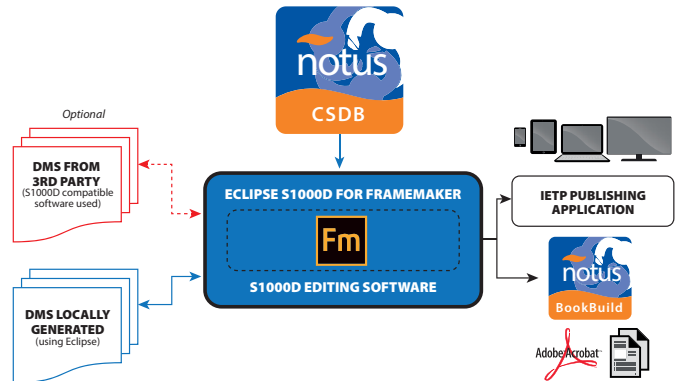 notus
CSDB
Optional
DMS FROM
3RD PARTY
(S1000D compatible
software used)
ECLIPSE S1000D FOR FRAMEMAKER
Fm
S1000D EDITING SOFTWARE
IETP PUBLISHING
APPLICATION
notus
BookBuild
DMS LOCALLY
GENERATED
(using Eclipse)
Adobe Acrobat